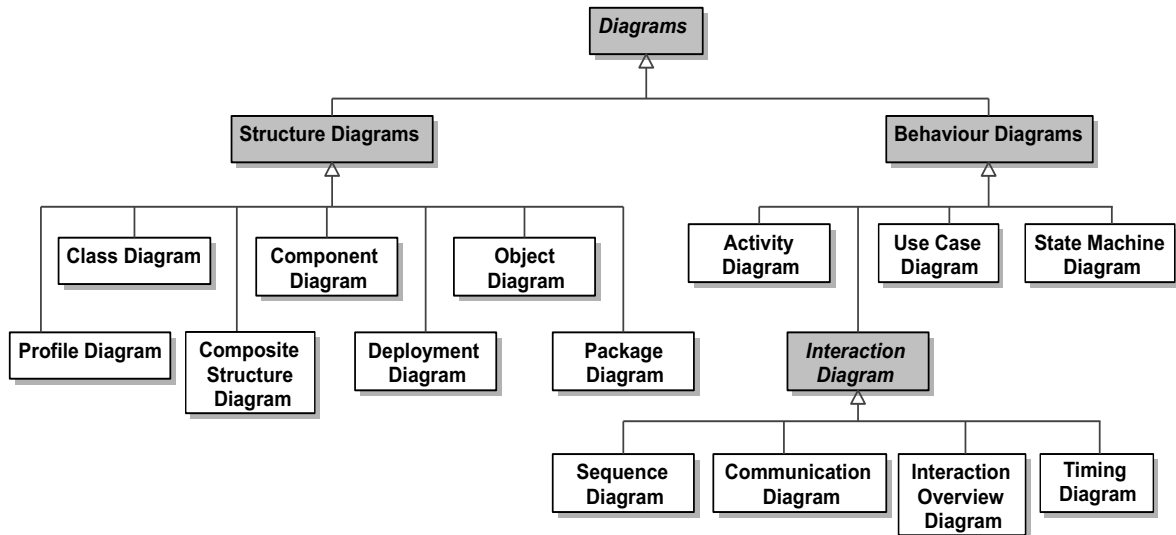 Diagrams
Structure Diagrams
Behaviour Diagrams
Class Diagram
Component
Diagram
Object
Diagram
Activity
Diagram
Use Case
Diagram
State Machine
Diagram
Profile Diagram
Composite
Structure
Diagram
Deployment
Diagram
Package
Diagram
Interaction
Diagram
Sequence
Diagram
Communication
Diagram
Interaction
Overview
Diagram
Timing
Diagram